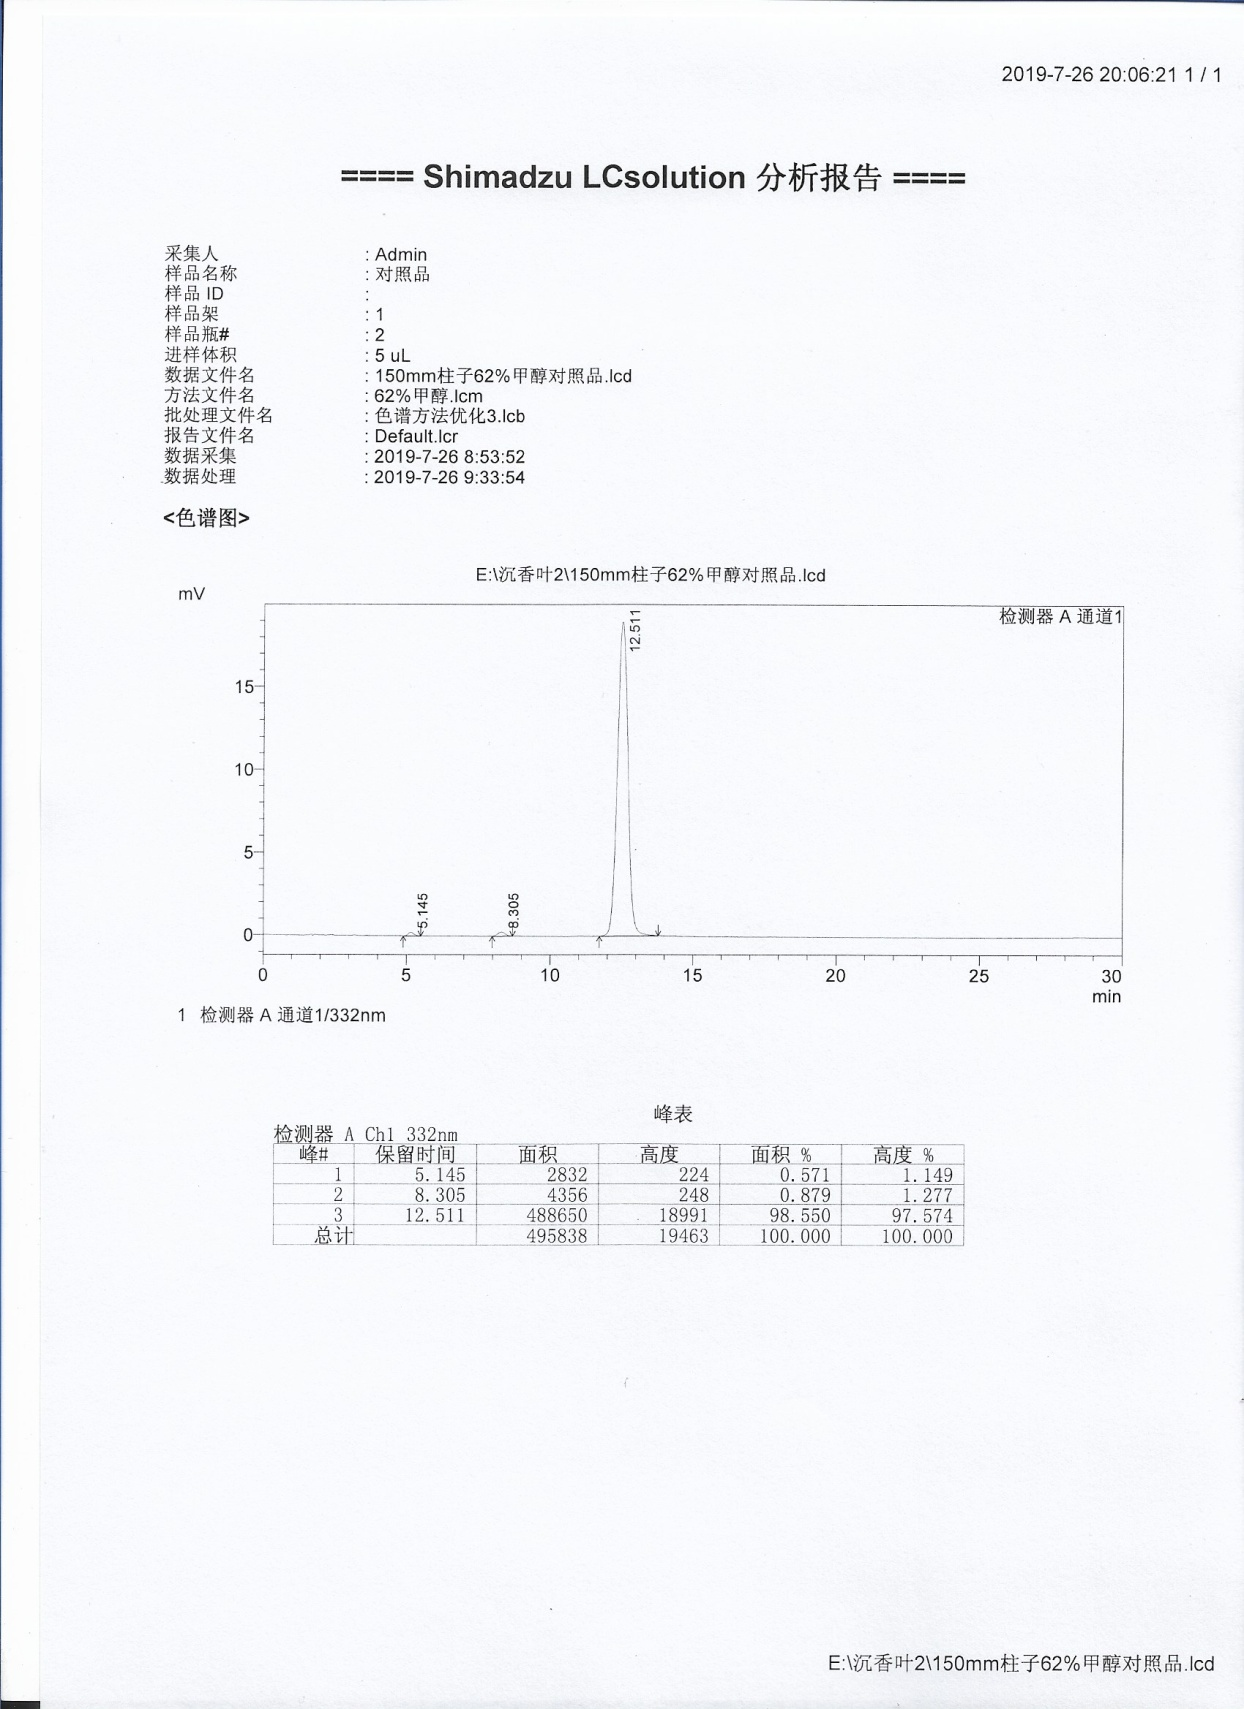 2019-7-26 20:06:21 1 / 1
==== Shimadzu LCsolution 分析报告 ====
采集人 : Admin
样品名称 : 对照品
样品 ID :
样品架 : 1
样品瓶# : 2
进样体积 : 5 uL
数据文件名 : 150mm柱子62%甲醇对照品.lcd
方法文件名 : 62%甲醇.lcm
批处理文件名 : 色谱方法优化3.lcb
报告文件名 : Default.lcr
数据采集 : 2019-7-26 8:53:52
数据处理 : 2019-7-26 9:33:54
<色谱图>
E:\沉香叶2\150mm柱子62%甲醇对照品.lcd
mV
检测器 A 通道1
12.511
15
10
5
5.145
8.305
0
0 5 10 15 20 25 30
min
1 检测器 A 通道1/332nm
峰表
检测器 A Ch1 332nm
峰# 保留时间 面积 高度 面积 % 高度 %
1 5.145 2832 224 0.571 1.149
2 8.305 4356 248 0.879 1.277
3 12.511 488650 18991 98.550 97.574
总计 495838 19463 100.000 100.000
E:\沉香叶2\150mm柱子62%甲醇对照品.lcd